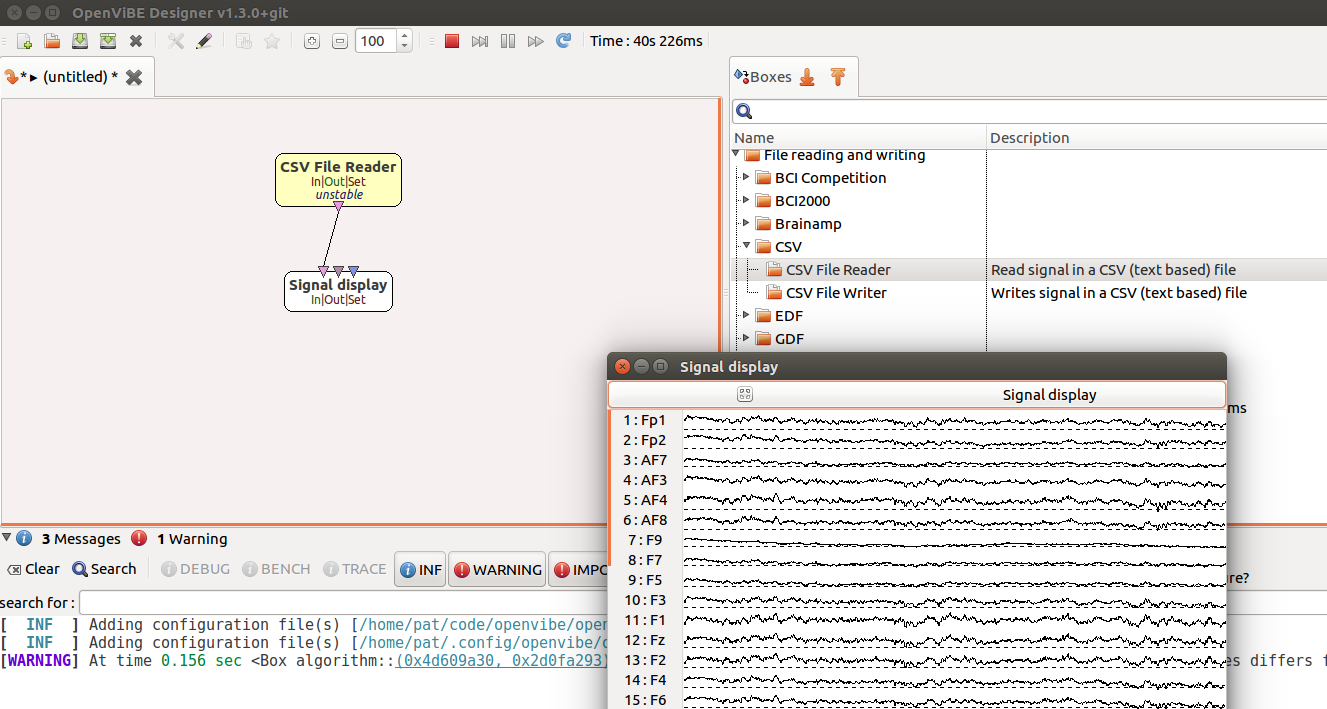 OpenViBE Designer v1.3.0+git
100
Time : 40s 226ms
* ▸ (untitled) *
Boxes
Name Description
File reading and writing
BCI Competition
BCI2000
Brainamp
CSV
CSV File Reader Read signal in a CSV (text based) file
CSV File Writer Writes signal in a CSV (text based) file
EDF
GDF
CSV File Reader
In|Out|Set
unstable
Signal display
In|Out|Set
Signal display
Signal display
ms
1 : Fp1
2 : Fp2
3 : AF7
4 : AF3
5 : AF4
6 : AF8
7 : F9
8 : F7
9 : F5
10 : F3
11 : F1
12 : Fz
13 : F2
14 : F4
15 : F6
3 Messages 1 Warning
Clear Search DEBUG BENCH TRACE INF WARNING IMPO
re?
search for :
[ INF ] Adding configuration file(s) [/home/pat/code/openvibe/open
[ INF ] Adding configuration file(s) [/home/pat/.config/openvibe/
[WARNING] At time 0.156 sec <Box algorithm::(0x4d609a30, 0x2d0fa293)
es differs f